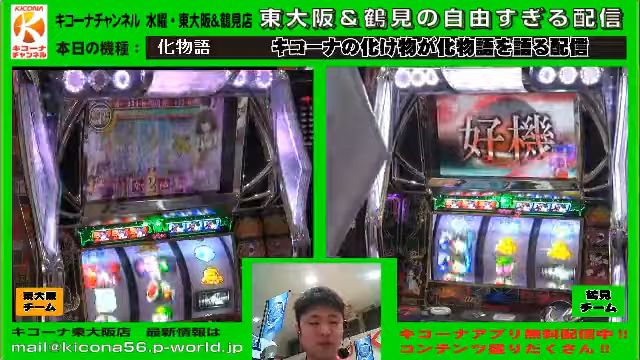 KICONA
キコーナ
チャンネル
キコーナチャンネル 水曜・東大阪&鶴見店 東大阪&鶴見の自由すぎる配信
本日の機種： 化物語 キコーナの化け物が化物語を語る配信
好機
東大阪
チーム
鶴見
チーム
キコーナ東大阪店 最新情報は
mail@kicona56.p-world.jp
キコーナアプリ無料配信中!!
コンテンツ盛りだくさん!!